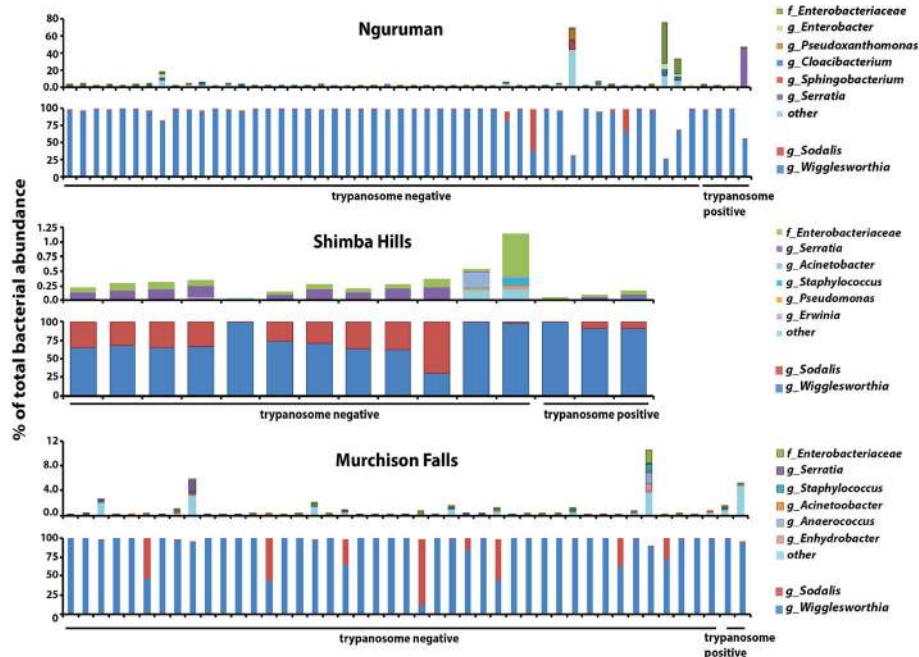 Nguruman
80
60
40
20
0.0
f_Enterobacteriaceae
g_Enterobacter
g_Pseudoxanthomonas
g_Cloacibacterium
g_Sphingobacterium
g_Serratia
other
100
75
50
25
0
g_Sodalis
g_Wigglesworthia
trypanosome negative
trypanosome
positive
% of total bacterial abundance
Shimba Hills
1.25
1.0
0.75
0.5
0.25
0.0
f_Enterobacteriaceae
g_Serratia
g_Acinetobacter
g_Staphylococcus
g_Pseudomonas
g_Erwinia
other
100
75
50
25
0
g_Sodalis
g_Wigglesworthia
trypanosome negative
trypanosome positive
Murchison Falls
12
8.0
4.0
0.0
f_Enterobacteriaceae
g_Serratia
g_Staphylococcus
g_Acinetoobacter
g_Anaerococcus
g_Enhydrobacter
other
100
75
50
25
0
g_Sodalis
g_Wigglesworthia
trypanosome negative
trypanosome
positive